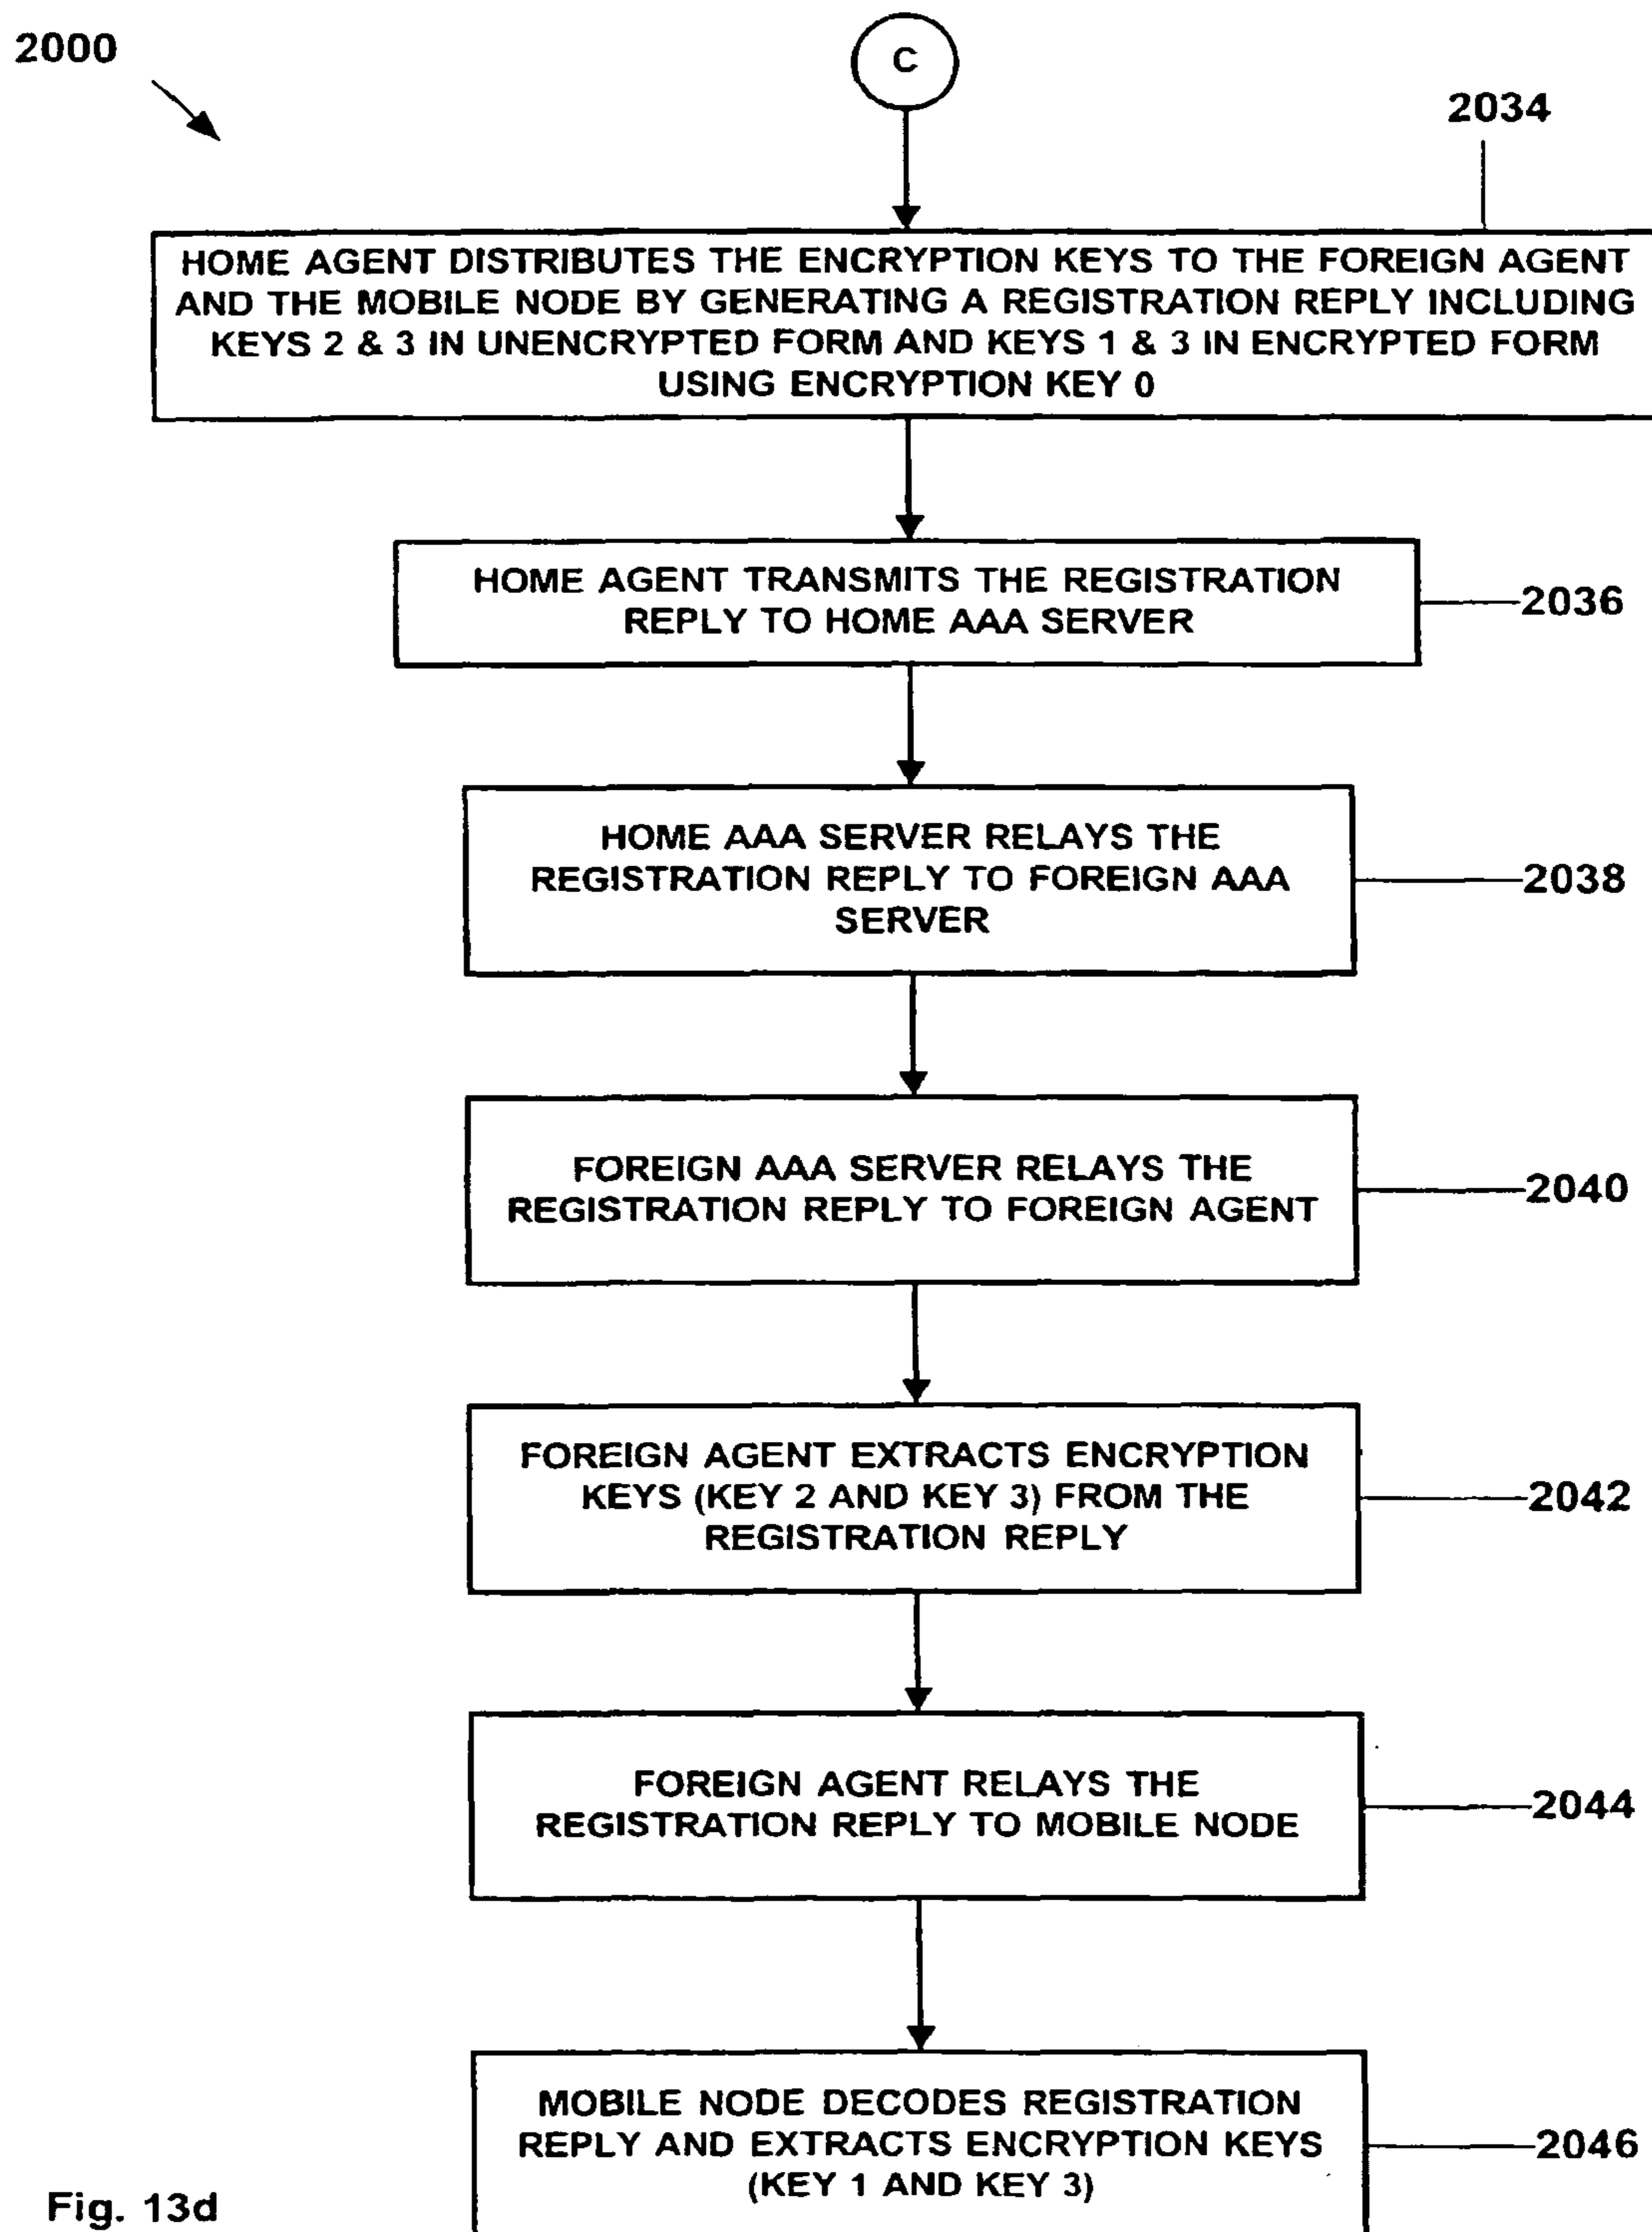 2000
C
2034
HOME AGENT DISTRIBUTES THE ENCRYPTION KEYS TO THE FOREIGN AGENT
AND THE MOBILE NODE BY GENERATING A REGISTRATION REPLY INCLUDING
KEYS 2 & 3 IN UNENCRYPTED FORM AND KEYS 1 & 3 IN ENCRYPTED FORM
USING ENCRYPTION KEY 0
HOME AGENT TRANSMITS THE REGISTRATION
REPLY TO HOME AAA SERVER
2036
HOME AAA SERVER RELAYS THE
REGISTRATION REPLY TO FOREIGN AAA
SERVER
2038
FOREIGN AAA SERVER RELAYS THE
REGISTRATION REPLY TO FOREIGN AGENT
2040
FOREIGN AGENT EXTRACTS ENCRYPTION
KEYS (KEY 2 AND KEY 3) FROM THE
REGISTRATION REPLY
2042
FOREIGN AGENT RELAYS THE
REGISTRATION REPLY TO MOBILE NODE
2044
MOBILE NODE DECODES REGISTRATION
REPLY AND EXTRACTS ENCRYPTION KEYS
(KEY 1 AND KEY 3)
2046
Fig. 13d